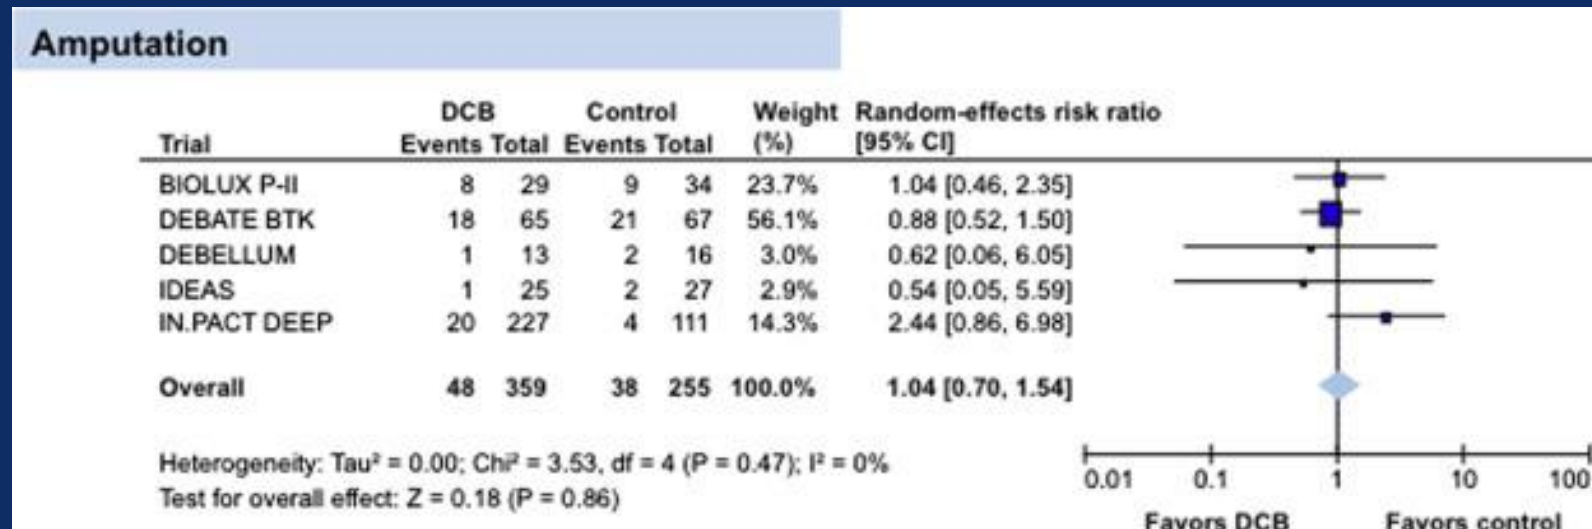 Amputation
DCB Control Weight Random-effects risk ratio
Trial Events Total Events Total (%) [95% CI]
BIOLUX P-II 8 29 9 34 23.7% 1.04 [0.46, 2.35]
DEBATE BTK 18 65 21 67 56.1% 0.88 [0.52, 1.50]
DEBELLUM 1 13 2 16 3.0% 0.62 [0.06, 6.05]
IDEAS 1 25 2 27 2.9% 0.54 [0.05, 5.59]
IN.PACT DEEP 20 227 4 111 14.3% 2.44 [0.86, 6.98]
Overall 48 359 38 255 100.0% 1.04 [0.70, 1.54]
Heterogeneity: Tau² = 0.00; Chi² = 3.53, df = 4 (P = 0.47); I² = 0%
Test for overall effect: Z = 0.18 (P = 0.86)
0.01 0.1 1 10 100
Favors DCB Favors control